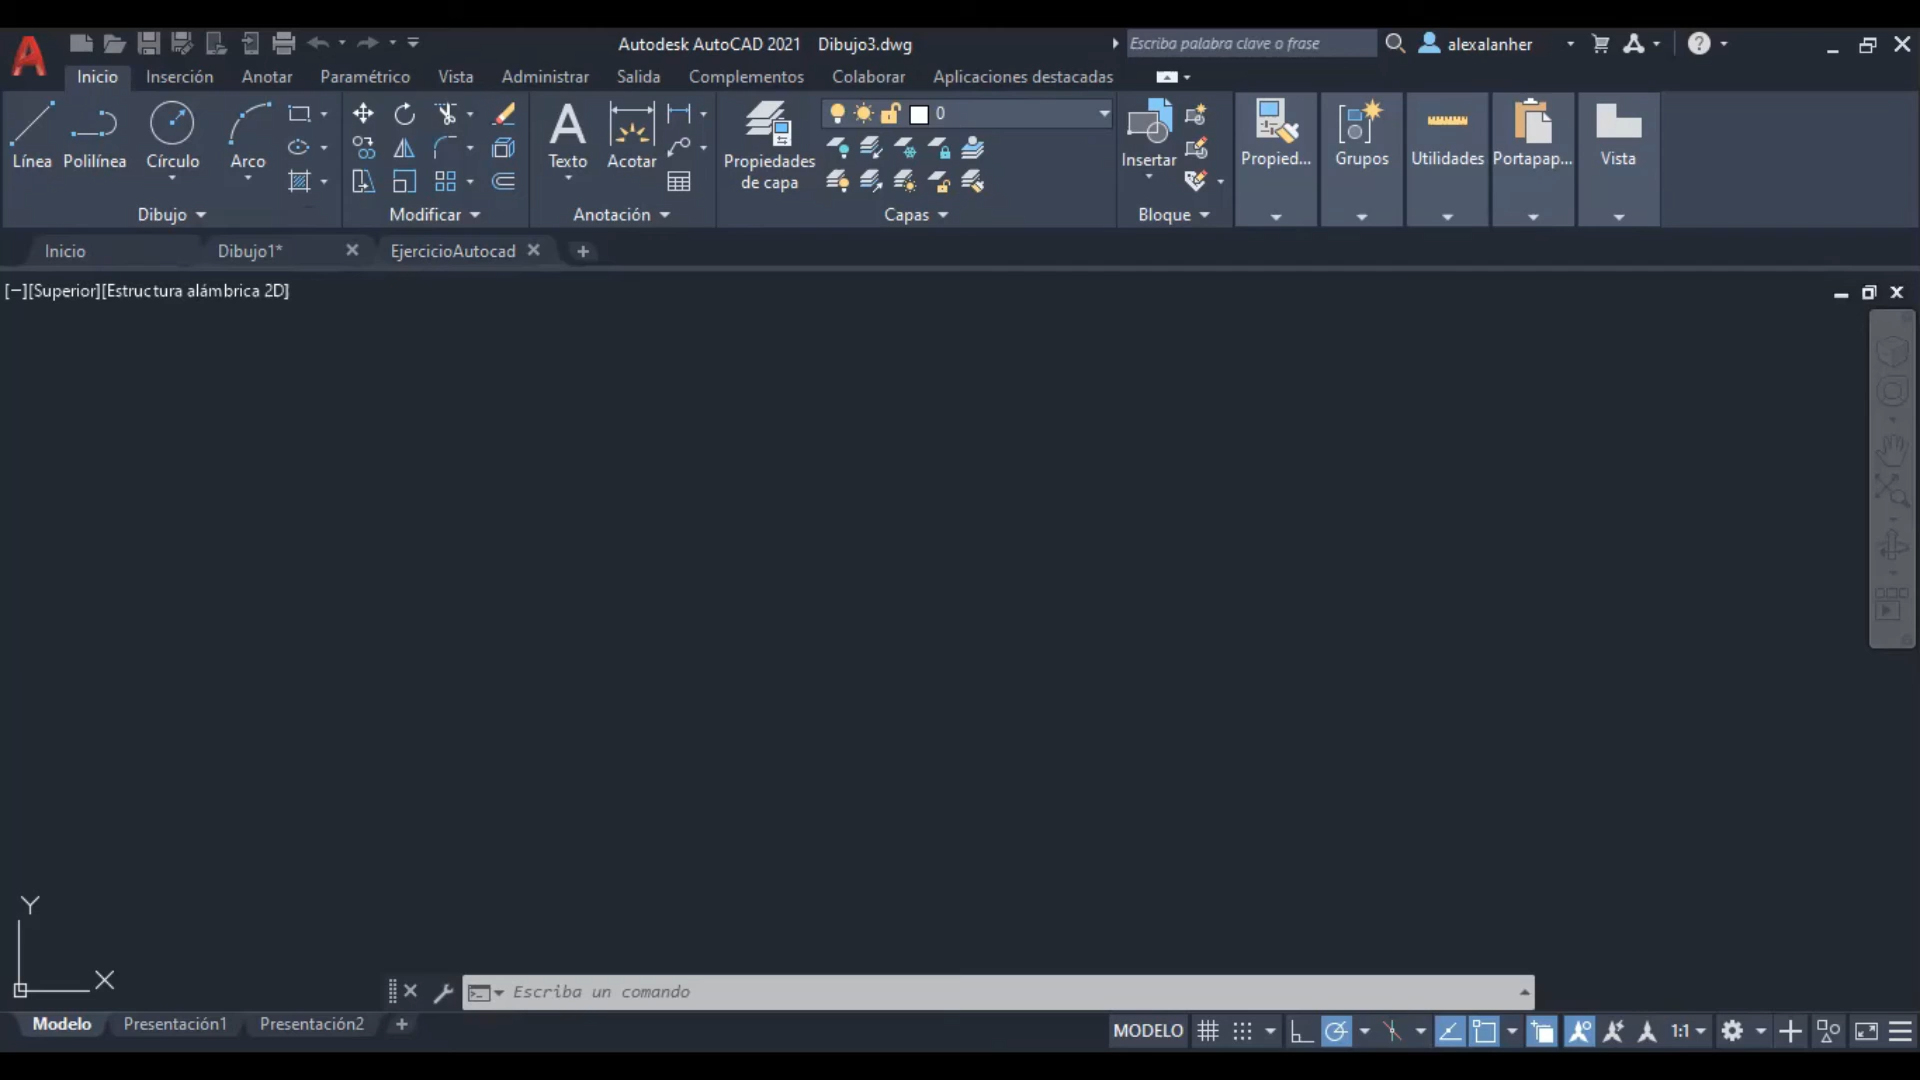 Autodesk AutoCAD 2021 Dibujo3.dwg
Escriba palabra clave o frase
alexalanher
Inicio Inserción Anotar Paramétrico Vista Administrar Salida Complementos Colaborar Aplicaciones destacadas
0
Línea Polilínea Círculo Arco Texto Acotar Propiedades de capa Insertar Propied... Grupos Utilidades Portapap... Vista
Dibujo Modificar Anotación Capas Bloque
Inicio Dibujo1* EjercicioAutocad
[−][Superior][Estructura alámbrica 2D]
Y
X
Escriba un comando
Modelo Presentación1 Presentación2 +
MODELO 1:1